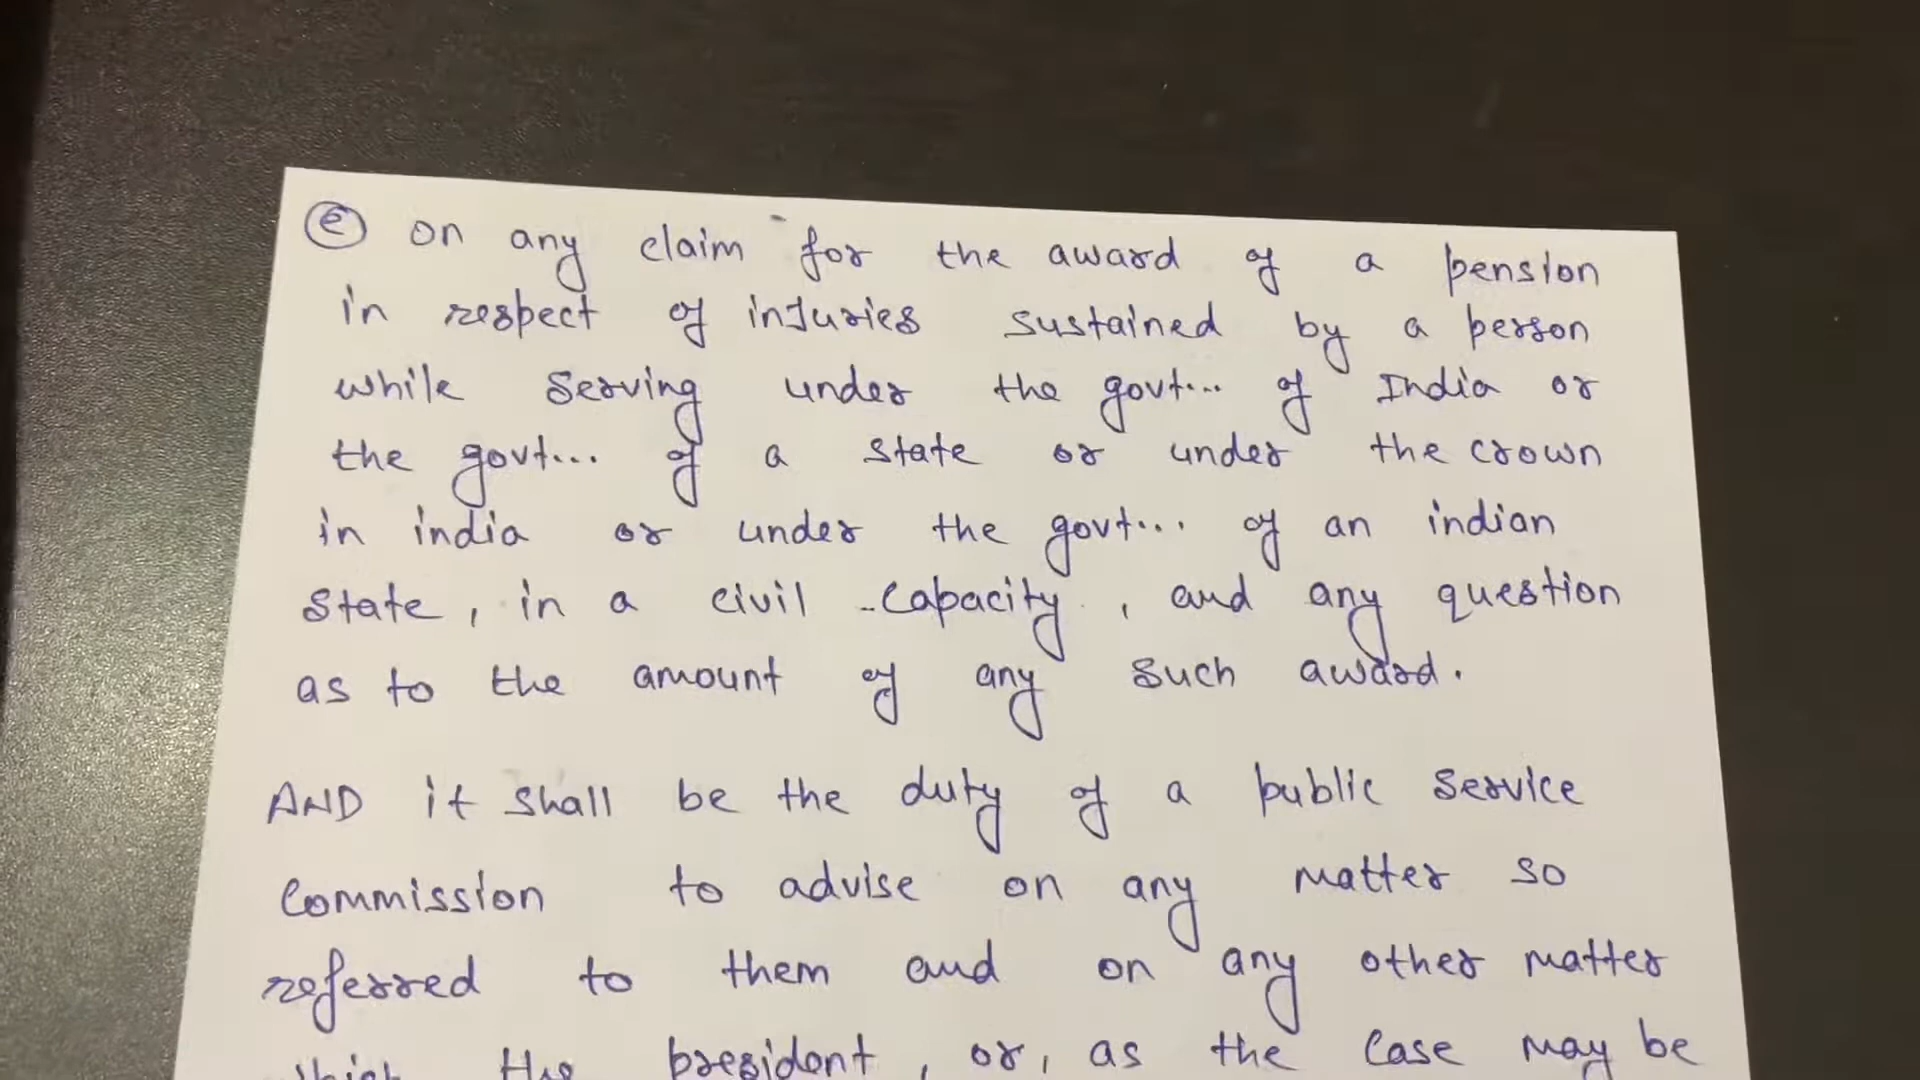 (e) on any claim for the award of a pension
in respect of inJuries sustained by a person
while Serving under the govt... of India or
the govt... of a state or under the crown
in india or under the govt... of an indian
State, in a civil capacity, and any question
as to the amount of any such award.
AND it shall be the duty of a public Service
Commission to advise on any matter so
referred to them and on any other matter
which the president, or, as the case may be